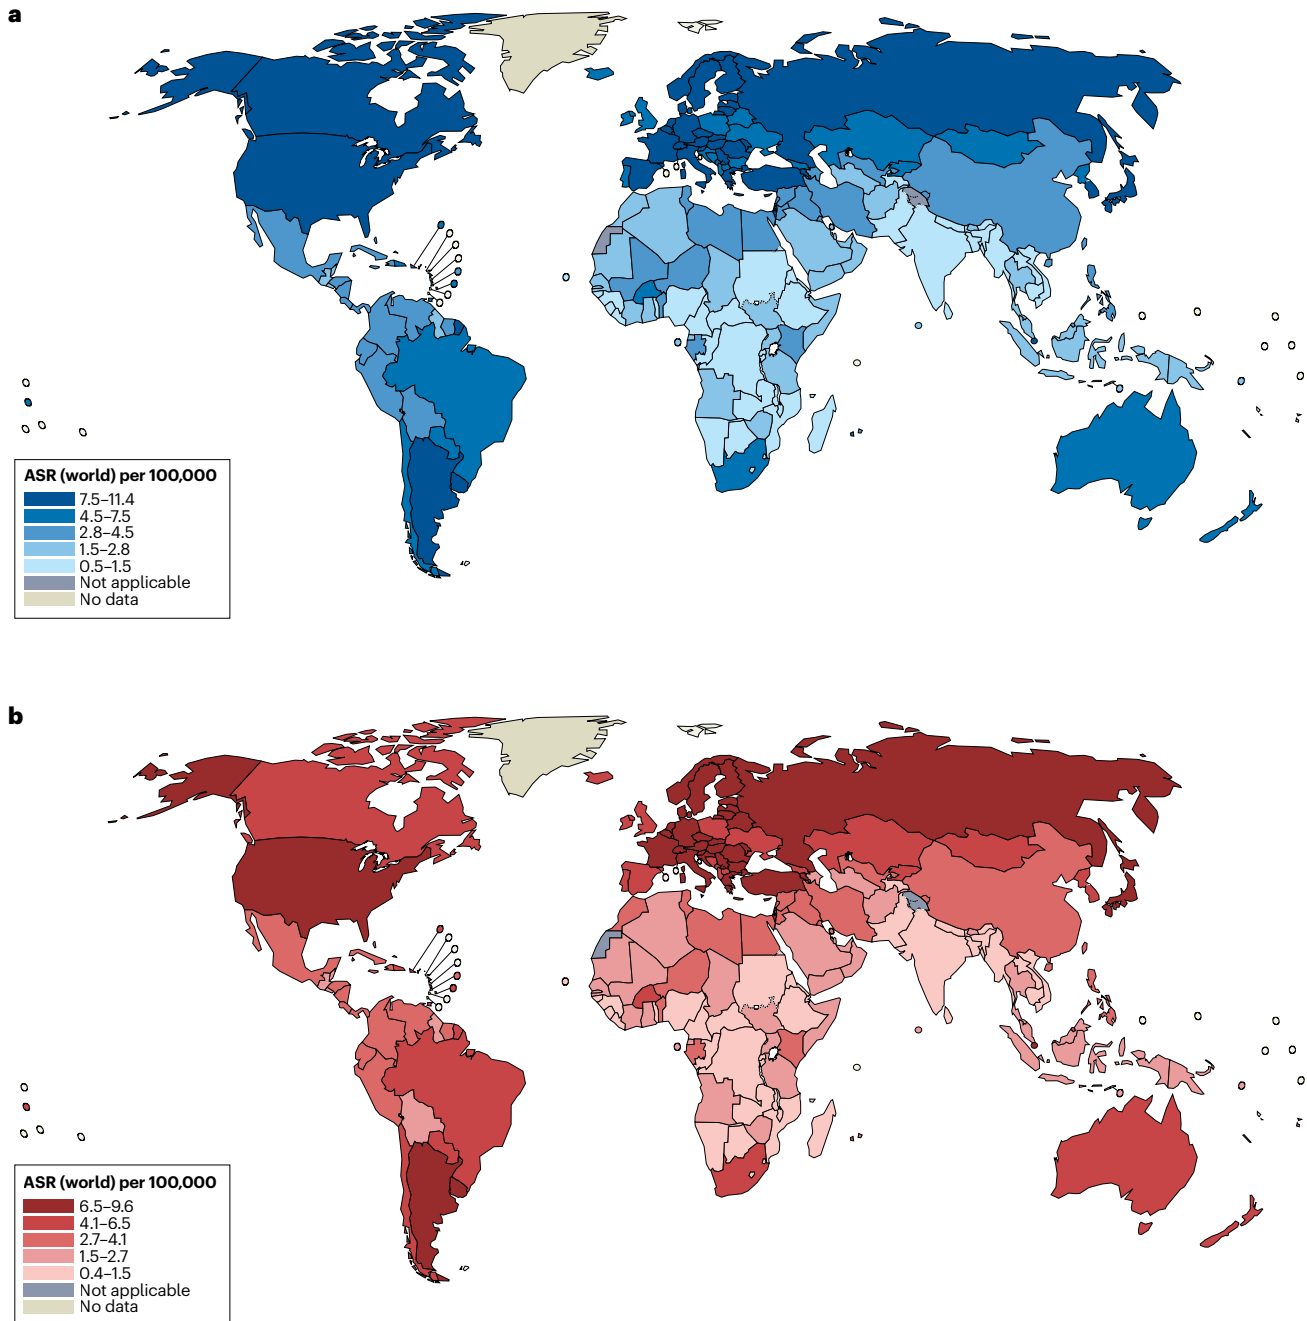 a
ASR (world) per 100,000
7.5–11.4
4.5–7.5
2.8–4.5
1.5–2.8
0.5–1.5
Not applicable
No data
b
ASR (world) per 100,000
6.5–9.6
4.1–6.5
2.7–4.1
1.5–2.7
0.4–1.5
Not applicable
No data